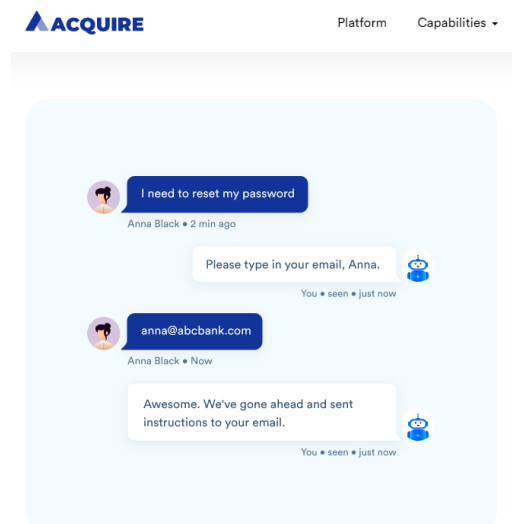 ACQUIRE
Platform
Capabilities
I need to reset my password
Anna Black • 2 min ago
Please type in your email, Anna.
You • seen • just now
anna@abcbank.com
Anna Black • Now
Awesome. We've gone ahead and sent
instructions to your email.
You • seen • just now